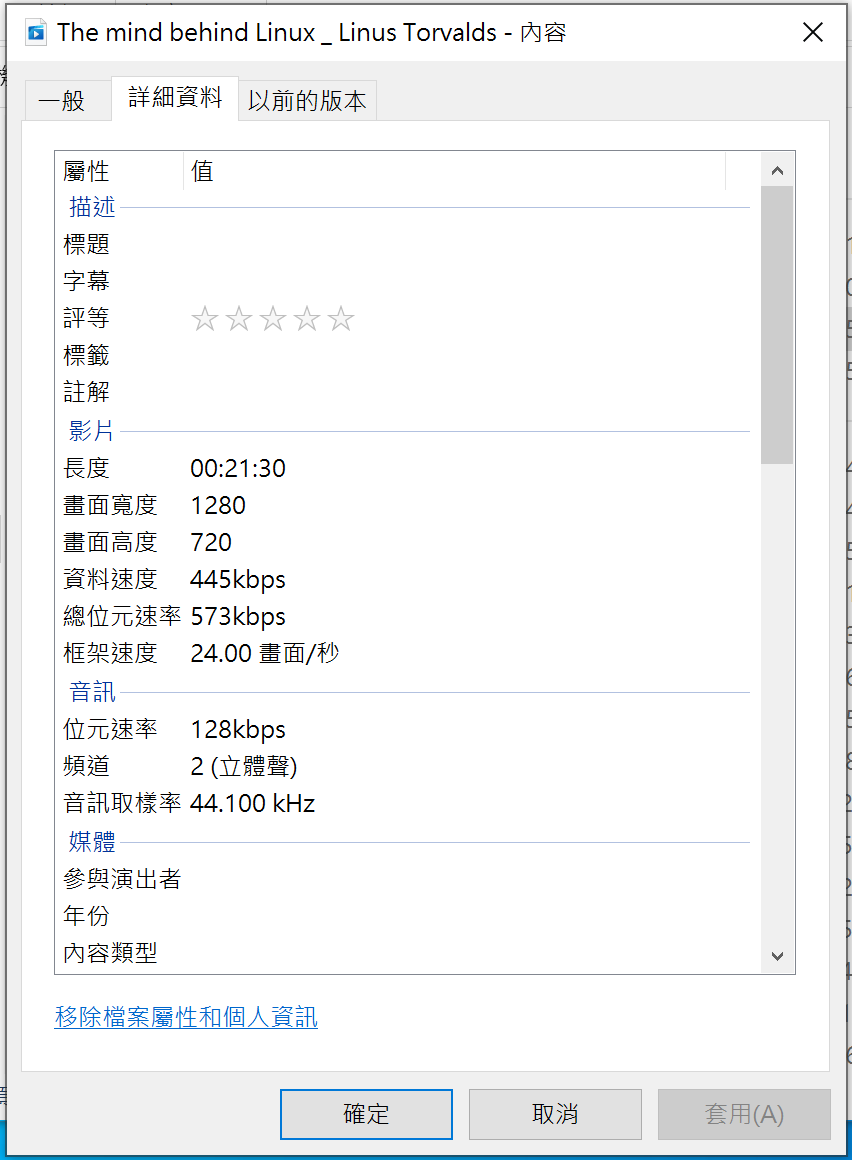 The mind behind Linux _ Linus Torvalds - 內容
一般 詳細資料 以前的版本
屬性 值
描述
標題
字幕
評等 ☆☆☆☆☆
標籤
註解
影片
長度 00:21:30
畫面寬度 1280
畫面高度 720
資料速度 445kbps
總位元速率 573kbps
框架速度 24.00 畫面/秒
音訊
位元速率 128kbps
頻道 2 (立體聲)
音訊取樣率 44.100 kHz
媒體
參與演出者
年份
內容類型
移除檔案屬性和個人資訊
確定 取消 套用(A)